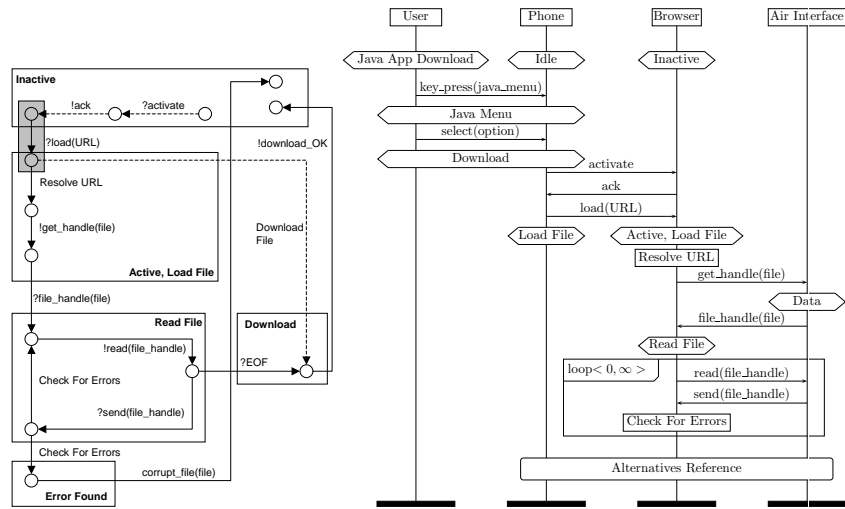 Inactive
!ack
?activate
?load(URL)
!download_OK
Resolve URL
!get_handle(file)
Download
File
Active, Load File
?file_handle(file)
Read File
Download
!read(file_handle)
?EOF
Check For Errors
?send(file_handle)
Check For Errors
corrupt_file(file)
Error Found
User
Phone
Browser
Air Interface
Java App Download
Idle
Inactive
key_press(java_menu)
Java Menu
select(option)
Download
activate
ack
load(URL)
Load File
Active, Load File
Resolve URL
get_handle(file)
Data
file_handle(file)
Read File
loop< 0, ∞ >
read(file_handle)
send(file_handle)
Check For Errors
Alternatives Reference